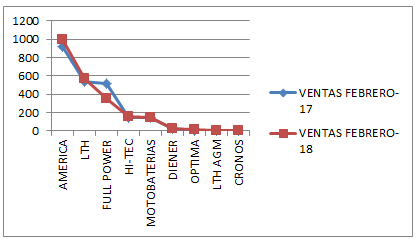 1200
1000
800
600
400
200
0
AMERICA
LTH
FULL POWER
HI-TEC
MOTOBATERIAS
DIENER
OPTIMA
LTH AGM
CRONOS
VENTAS FEBRERO-
17
VENTAS FEBRERO-
18